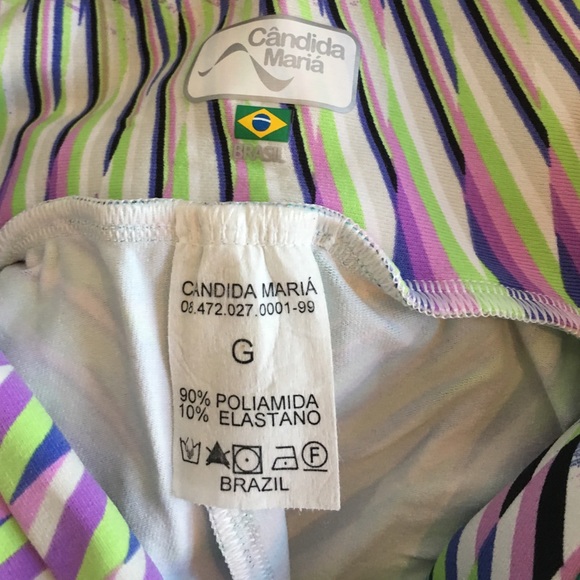 Cândida
Mariá
BRASIL
CANDIDA MARIÁ
08.472.027.0001-99
G
90% POLIAMIDA
10% ELASTANO
F
BRAZIL